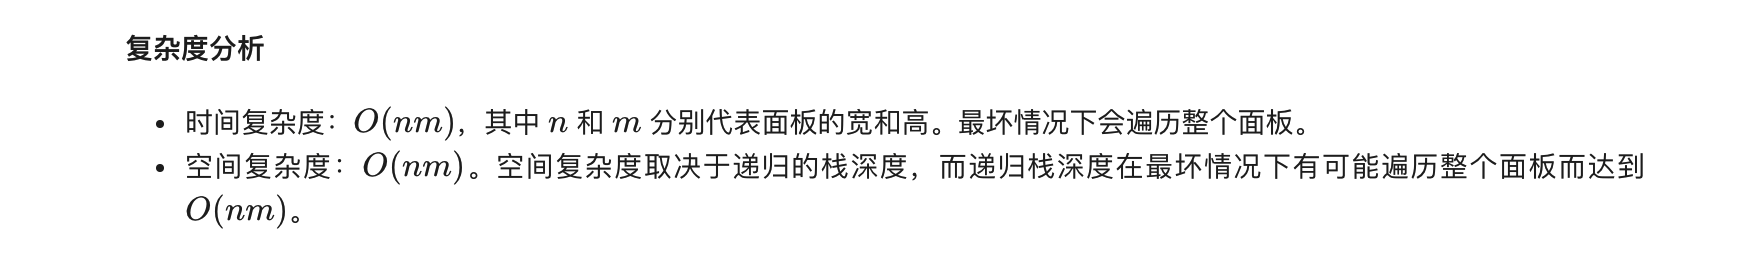 复杂度分析
• 时间复杂度：O(nm)，其中 n 和 m 分别代表面板的宽和高。最坏情况下会遍历整个面板。
• 空间复杂度：O(nm)。空间复杂度取决于递归的栈深度，而递归栈深度在最坏情况下有可能遍历整个面板而达到
O(nm)。